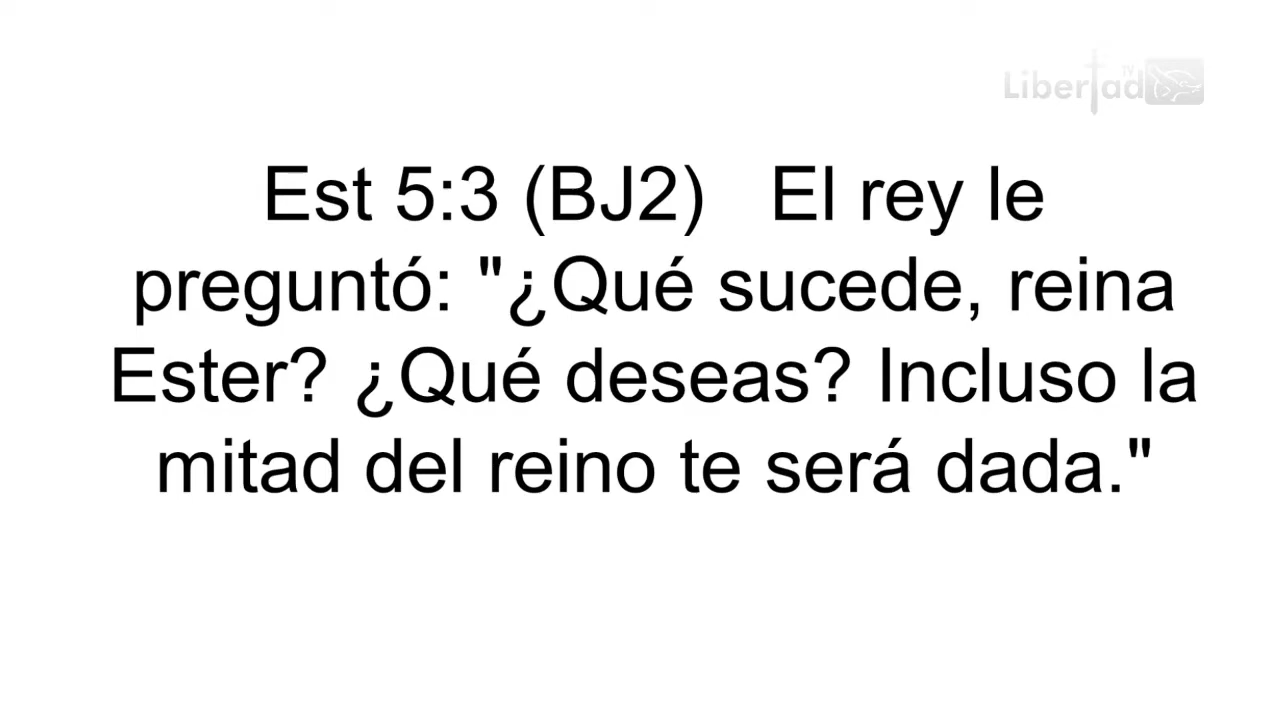 Libertad TV
Est 5:3 (BJ2)   El rey le
preguntó: "¿Qué sucede, reina
Ester? ¿Qué deseas? Incluso la
mitad del reino te será dada."